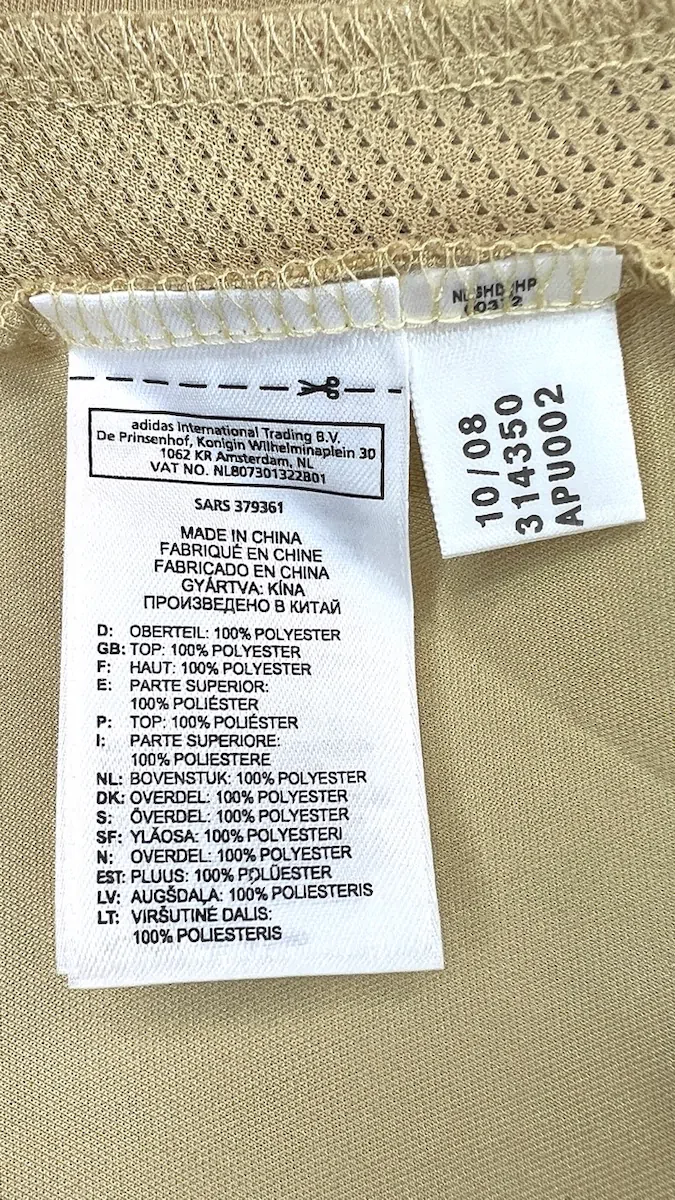 adidas International Trading B.V.
De Prinsenhof, Konigin Wilhelminaplein 30
1062 KR Amsterdam, NL
VAT NO. NL807301322B01
SARS 379361
MADE IN CHINA
FABRIQUÉ EN CHINE
FABRICADO EN CHINA
GYÁRTVA: KÍNA
ПРОИЗВЕДЕНО В КИТАЙ
D: OBERTEIL: 100% POLYESTER
GB: TOP: 100% POLYESTER
F: HAUT: 100% POLYESTER
E: PARTE SUPERIOR:
100% POLIÉSTER
P: TOP: 100% POLIÉSTER
I: PARTE SUPERIORE:
100% POLIESTERE
NL: BOVENSTUK: 100% POLYESTER
DK: OVERDEL: 100% POLYESTER
S: ÖVERDEL: 100% POLYESTER
SF: YLÄOSA: 100% POLYESTERI
N: OVERDEL: 100% POLYESTER
EST: PLUUS: 100% POLÜESTER
LV: AUGŠDAĻA: 100% POLIESTERIS
LT: VIRŠUTINĖ DALIS:
100% POLIESTERIS
10/08
314350
APU002